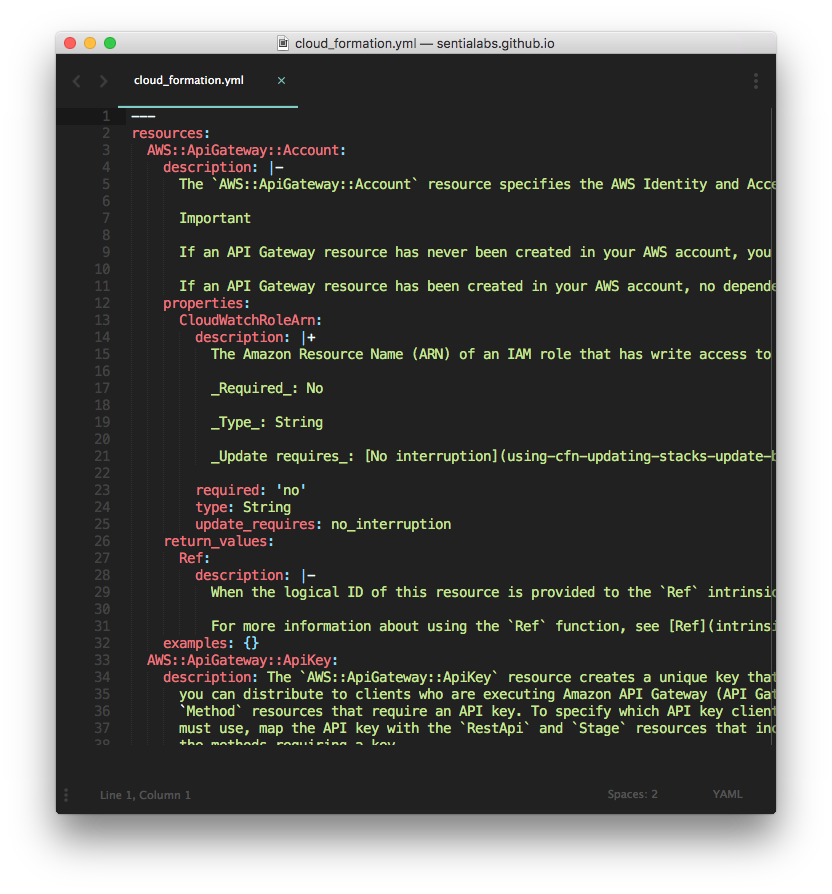 cloud_formation.yml — sentialabs.github.io
cloud_formation.yml ×
1 ---
2 resources:
3 AWS::ApiGateway::Account:
4 description: |-
5 The `AWS::ApiGateway::Account` resource specifies the AWS Identity and Acce
6
7 Important
8
9 If an API Gateway resource has never been created in your AWS account, you
10
11 If an API Gateway resource has been created in your AWS account, no depende
12 properties:
13 CloudWatchRoleArn:
14 description: |+
15 The Amazon Resource Name (ARN) of an IAM role that has write access to
16
17 _Required_: No
18
19 _Type_: String
20
21 _Update requires_: [No interruption](using-cfn-updating-stacks-update-b
22
23 required: 'no'
24 type: String
25 update_requires: no_interruption
26 return_values:
27 Ref:
28 description: |-
29 When the logical ID of this resource is provided to the `Ref` intrinsic
30
31 For more information about using the `Ref` function, see [Ref](intrinsi
32 examples: {}
33 AWS::ApiGateway::ApiKey:
34 description: The `AWS::ApiGateway::ApiKey` resource creates a unique key that
35 you can distribute to clients who are executing Amazon API Gateway (API Gat
36 `Method` resources that require an API key. To specify which API key client
37 must use, map the API key with the `RestApi` and `Stage` resources that inc
38 the methods requiring a key.
Line 1, Column 1
Spaces: 2
YAML